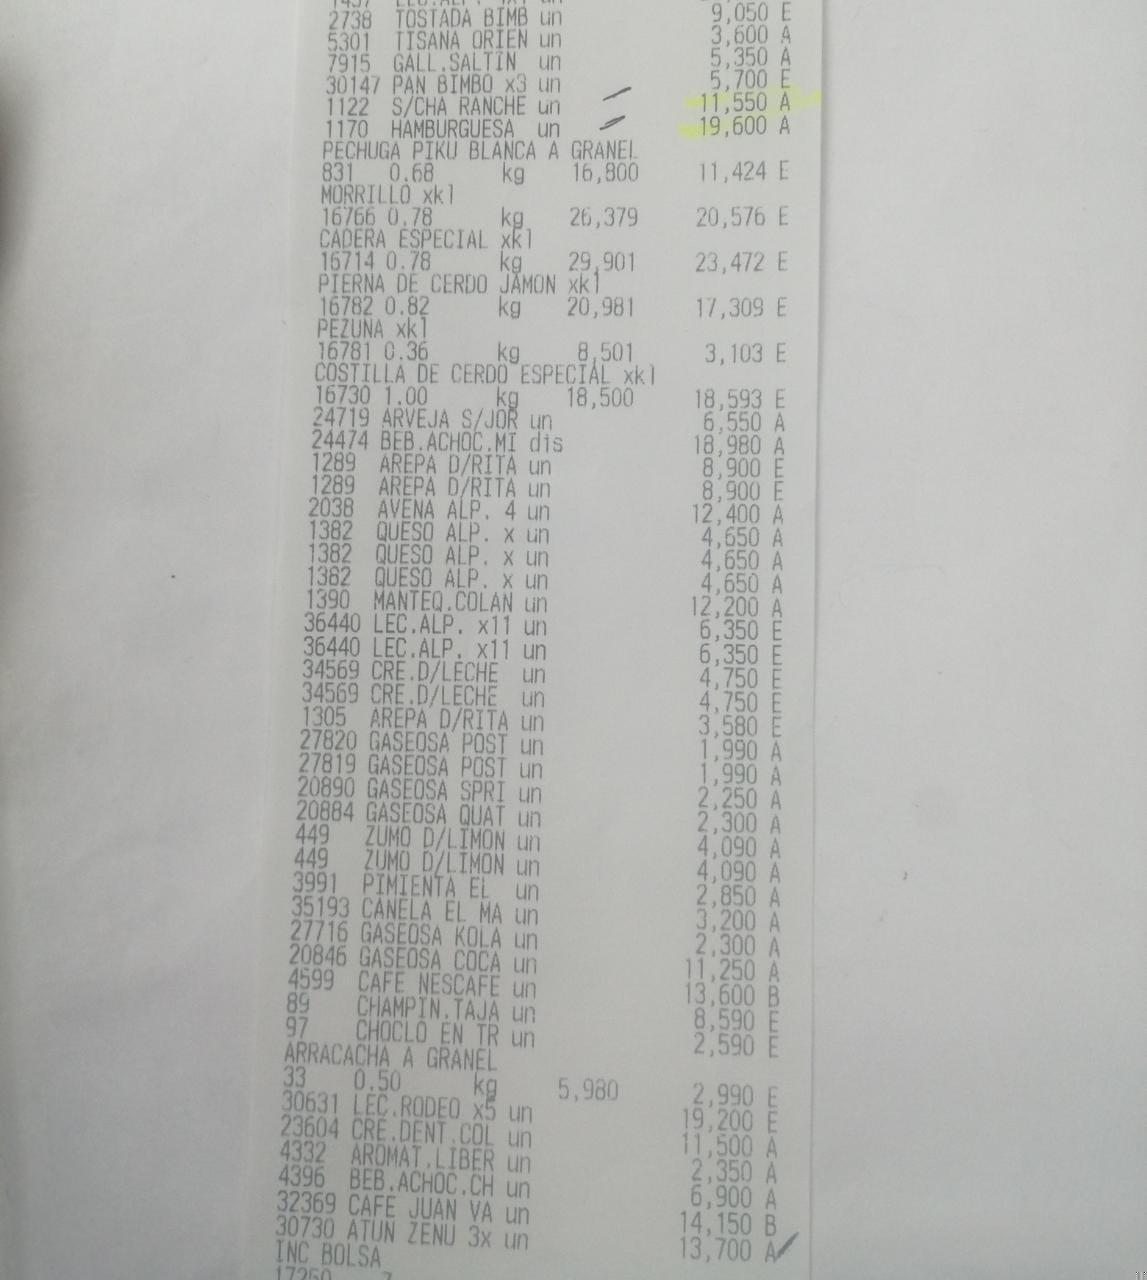 2738 TOSTADA BIMB un 9,050 E
5301 TISANA ORIEN un 3,600 A
7915 GALL.SALTIN un 5,350 A
30147 PAN BIMBO x3 un 5,700 E
1122 S/CHA RANCHE un 11,550 A
1170 HAMBURGUESA un 19,600 A
PECHUGA PIKU BLANCA A GRANEL
831 0.68 kg 16,800 11,424 E
MORRILLO xk1
16766 0.78 kg 26,379 20,576 E
CADERA ESPECIAL xk1
16714 0.78 kg 29,901 23,472 E
PIERNA DE CERDO JAMON xk1
16782 0.82 kg 20,981 17,309 E
PEZUNA xk1
16781 0.36 kg 8,501 3,103 E
COSTILLA DE CERDO ESPECIAL xk1
16730 1.00 kg 18,500 18,593 E
24719 ARVEJA S/JOR un 6,550 A
24474 BEB.ACHOC.MI dis 18,980 A
1289 AREPA D/RITA un 8,900 E
1289 AREPA D/RITA un 8,900 E
2038 AVENA ALP. 4 un 12,400 A
1382 QUESO ALP. x un 4,650 A
1382 QUESO ALP. x un 4,650 A
1382 QUESO ALP. x un 4,650 A
1390 MANTEQ.COLAN un 12,200 A
36440 LEC.ALP. x11 un 6,350 E
36440 LEC.ALP. x11 un 6,350 E
34569 CRE.D/LECHE un 4,750 E
34569 CRE.D/LECHE un 4,750 E
1305 AREPA D/RITA un 3,580 E
27820 GASEOSA POST un 1,990 A
27819 GASEOSA POST un 1,990 A
20890 GASEOSA SPRI un 2,250 A
20884 GASEOSA QUAT un 2,300 A
449 ZUMO D/LIMON un 4,090 A
449 ZUMO D/LIMON un 4,090 A
3991 PIMIENTA EL un 2,850 A
35193 CANELA EL MA un 3,200 A
27716 GASEOSA KOLA un 2,300 A
20846 GASEOSA COCA un 11,250 A
4599 CAFE NESCAFE un 13,600 B
89 CHAMPIN.TAJA un 8,590 E
97 CHOCLO EN TR un 2,590 E
ARRACACHA A GRANEL
33 0.50 kg 5,980 2,990 E
30631 LEC.RODEO x5 un 19,200 E
23604 CRE.DENT.COL un 11,500 A
4332 AROMAT.LIBER un 2,350 A
4396 BEB.ACHOC.CH un 6,900 A
32369 CAFE JUAN VA un 14,150 B
30730 ATUN ZENU 3x un 13,700 A
INC BOLSA